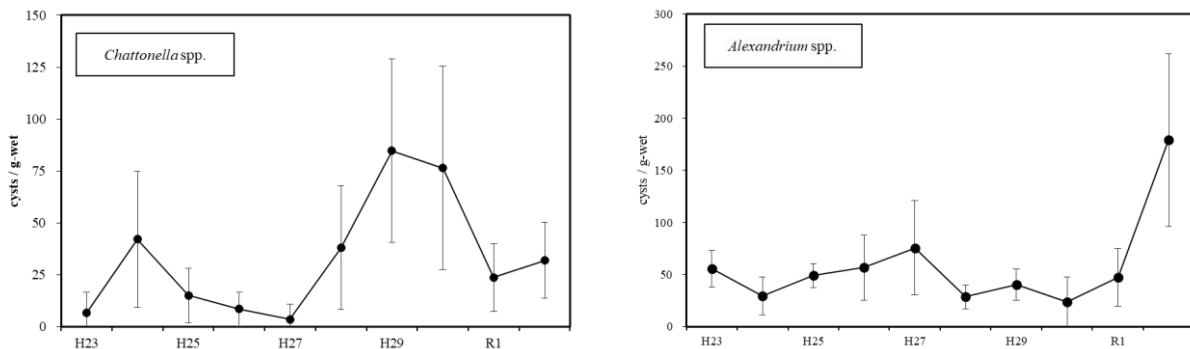 150
125
100
75
50
25
0
cysts / g-wet
Chattonella spp.
H23 H25 H27 H29 R1
300
250
200
150
100
50
0
cysts / g-wet
Alexandrium spp.
H23 H25 H27 H29 R1